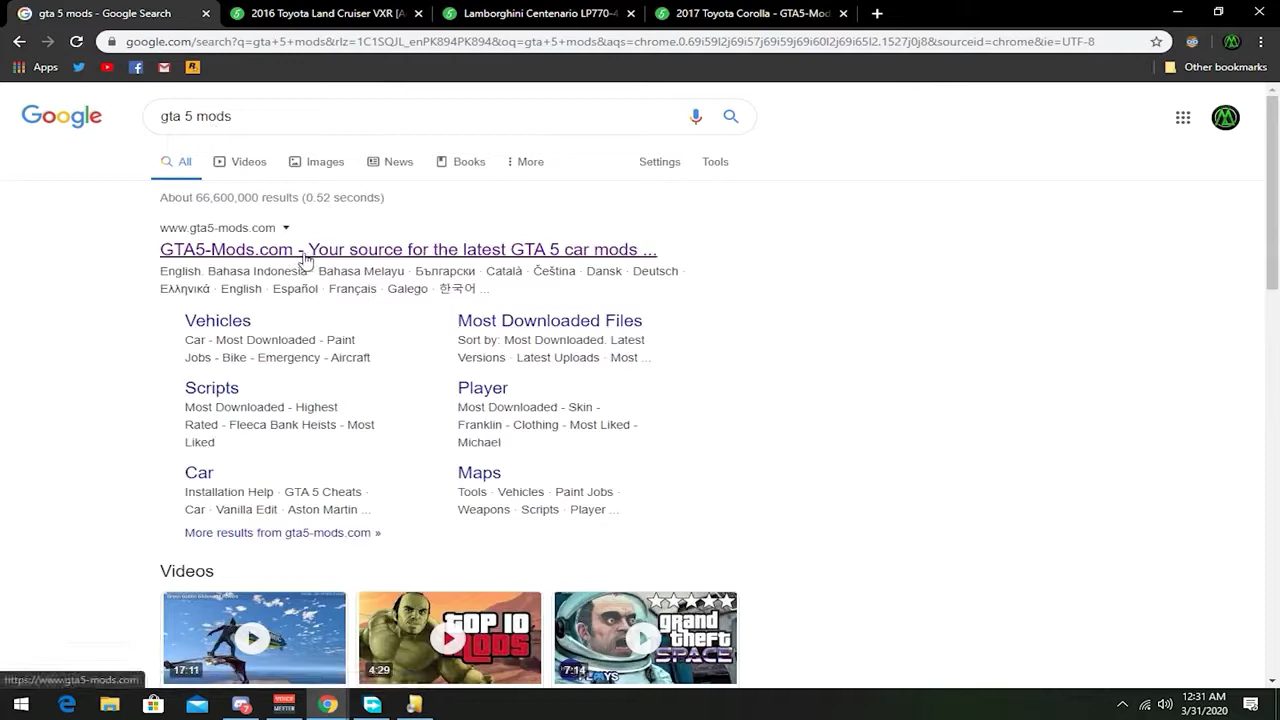 gta 5 mods - Google Search
2016 Toyota Land Cruiser VXR [A
Lamborghini Centenario LP770-4
2017 Toyota Corolla - GTA5-Mod
google.com/search?q=gta+5+mods&rlz=1C1SQJL_enPK894PK894&oq=gta+5+mods&aqs=chrome.0.69i59l2j69i57j69i59j69i60l2j69i65l2.1527j0j8&sourceid=chrome&ie=UTF-8
Apps
Other bookmarks
Google
gta 5 mods
All
Videos
Images
News
Books
More
Settings
Tools
About 66,600,000 results (0.52 seconds)
www.gta5-mods.com
GTA5-Mods.com - Your source for the latest GTA 5 car mods ...
English. Bahasa Indonesia · Bahasa Melayu · Български · Català · Čeština · Dansk · Deutsch ·
Ελληνικά · English · Español · Français · Galego · 한국어 ...
Vehicles
Car - Most Downloaded - Paint
Jobs - Bike - Emergency - Aircraft
Most Downloaded Files
Sort by: Most Downloaded. Latest
Versions · Latest Uploads · Most ...
Scripts
Most Downloaded - Highest
Rated - Fleeca Bank Heists - Most
Liked
Player
Most Downloaded - Skin -
Franklin - Clothing - Most Liked -
Michael
Car
Installation Help · GTA 5 Cheats ·
Car · Vanilla Edit · Aston Martin ...
Maps
Tools · Vehicles · Paint Jobs ·
Weapons · Scripts · Player ...
More results from gta5-mods.com »
Videos
17:11
TOP 10
MODS
4:29
grand
theft
SPACE
PLAYS
7:14
https://www.gta5-mods.com
12:31 AM
3/31/2020